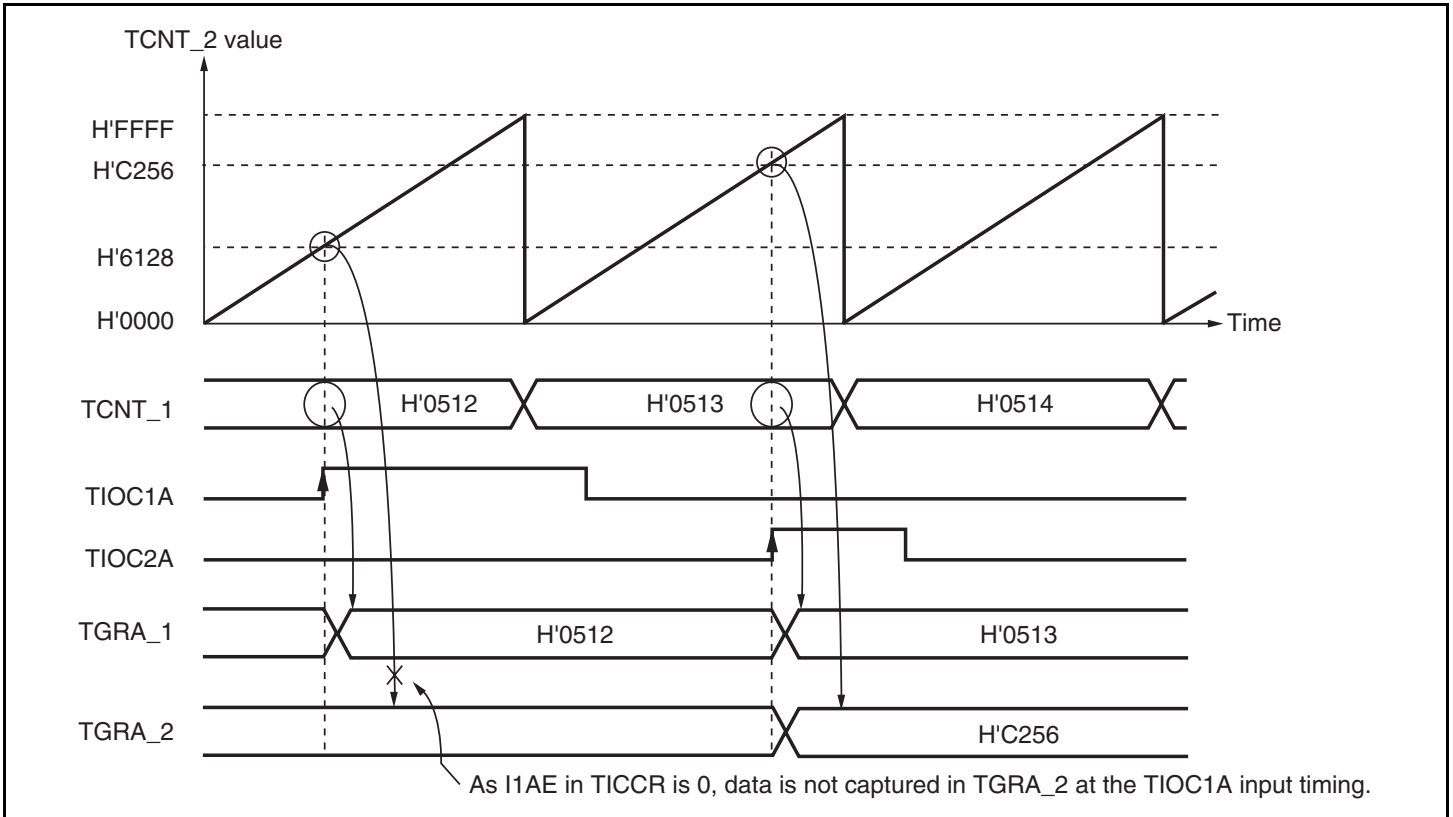 TCNT_2 value
H'FFFF
H'C256
H'6128
H'0000
Time
TCNT_1
H'0512
H'0513
H'0514
TIOC1A
TIOC2A
TGRA_1
H'0512
H'0513
TGRA_2
H'C256
As I1AE in TICCR is 0, data is not captured in TGRA_2 at the TIOC1A input timing.